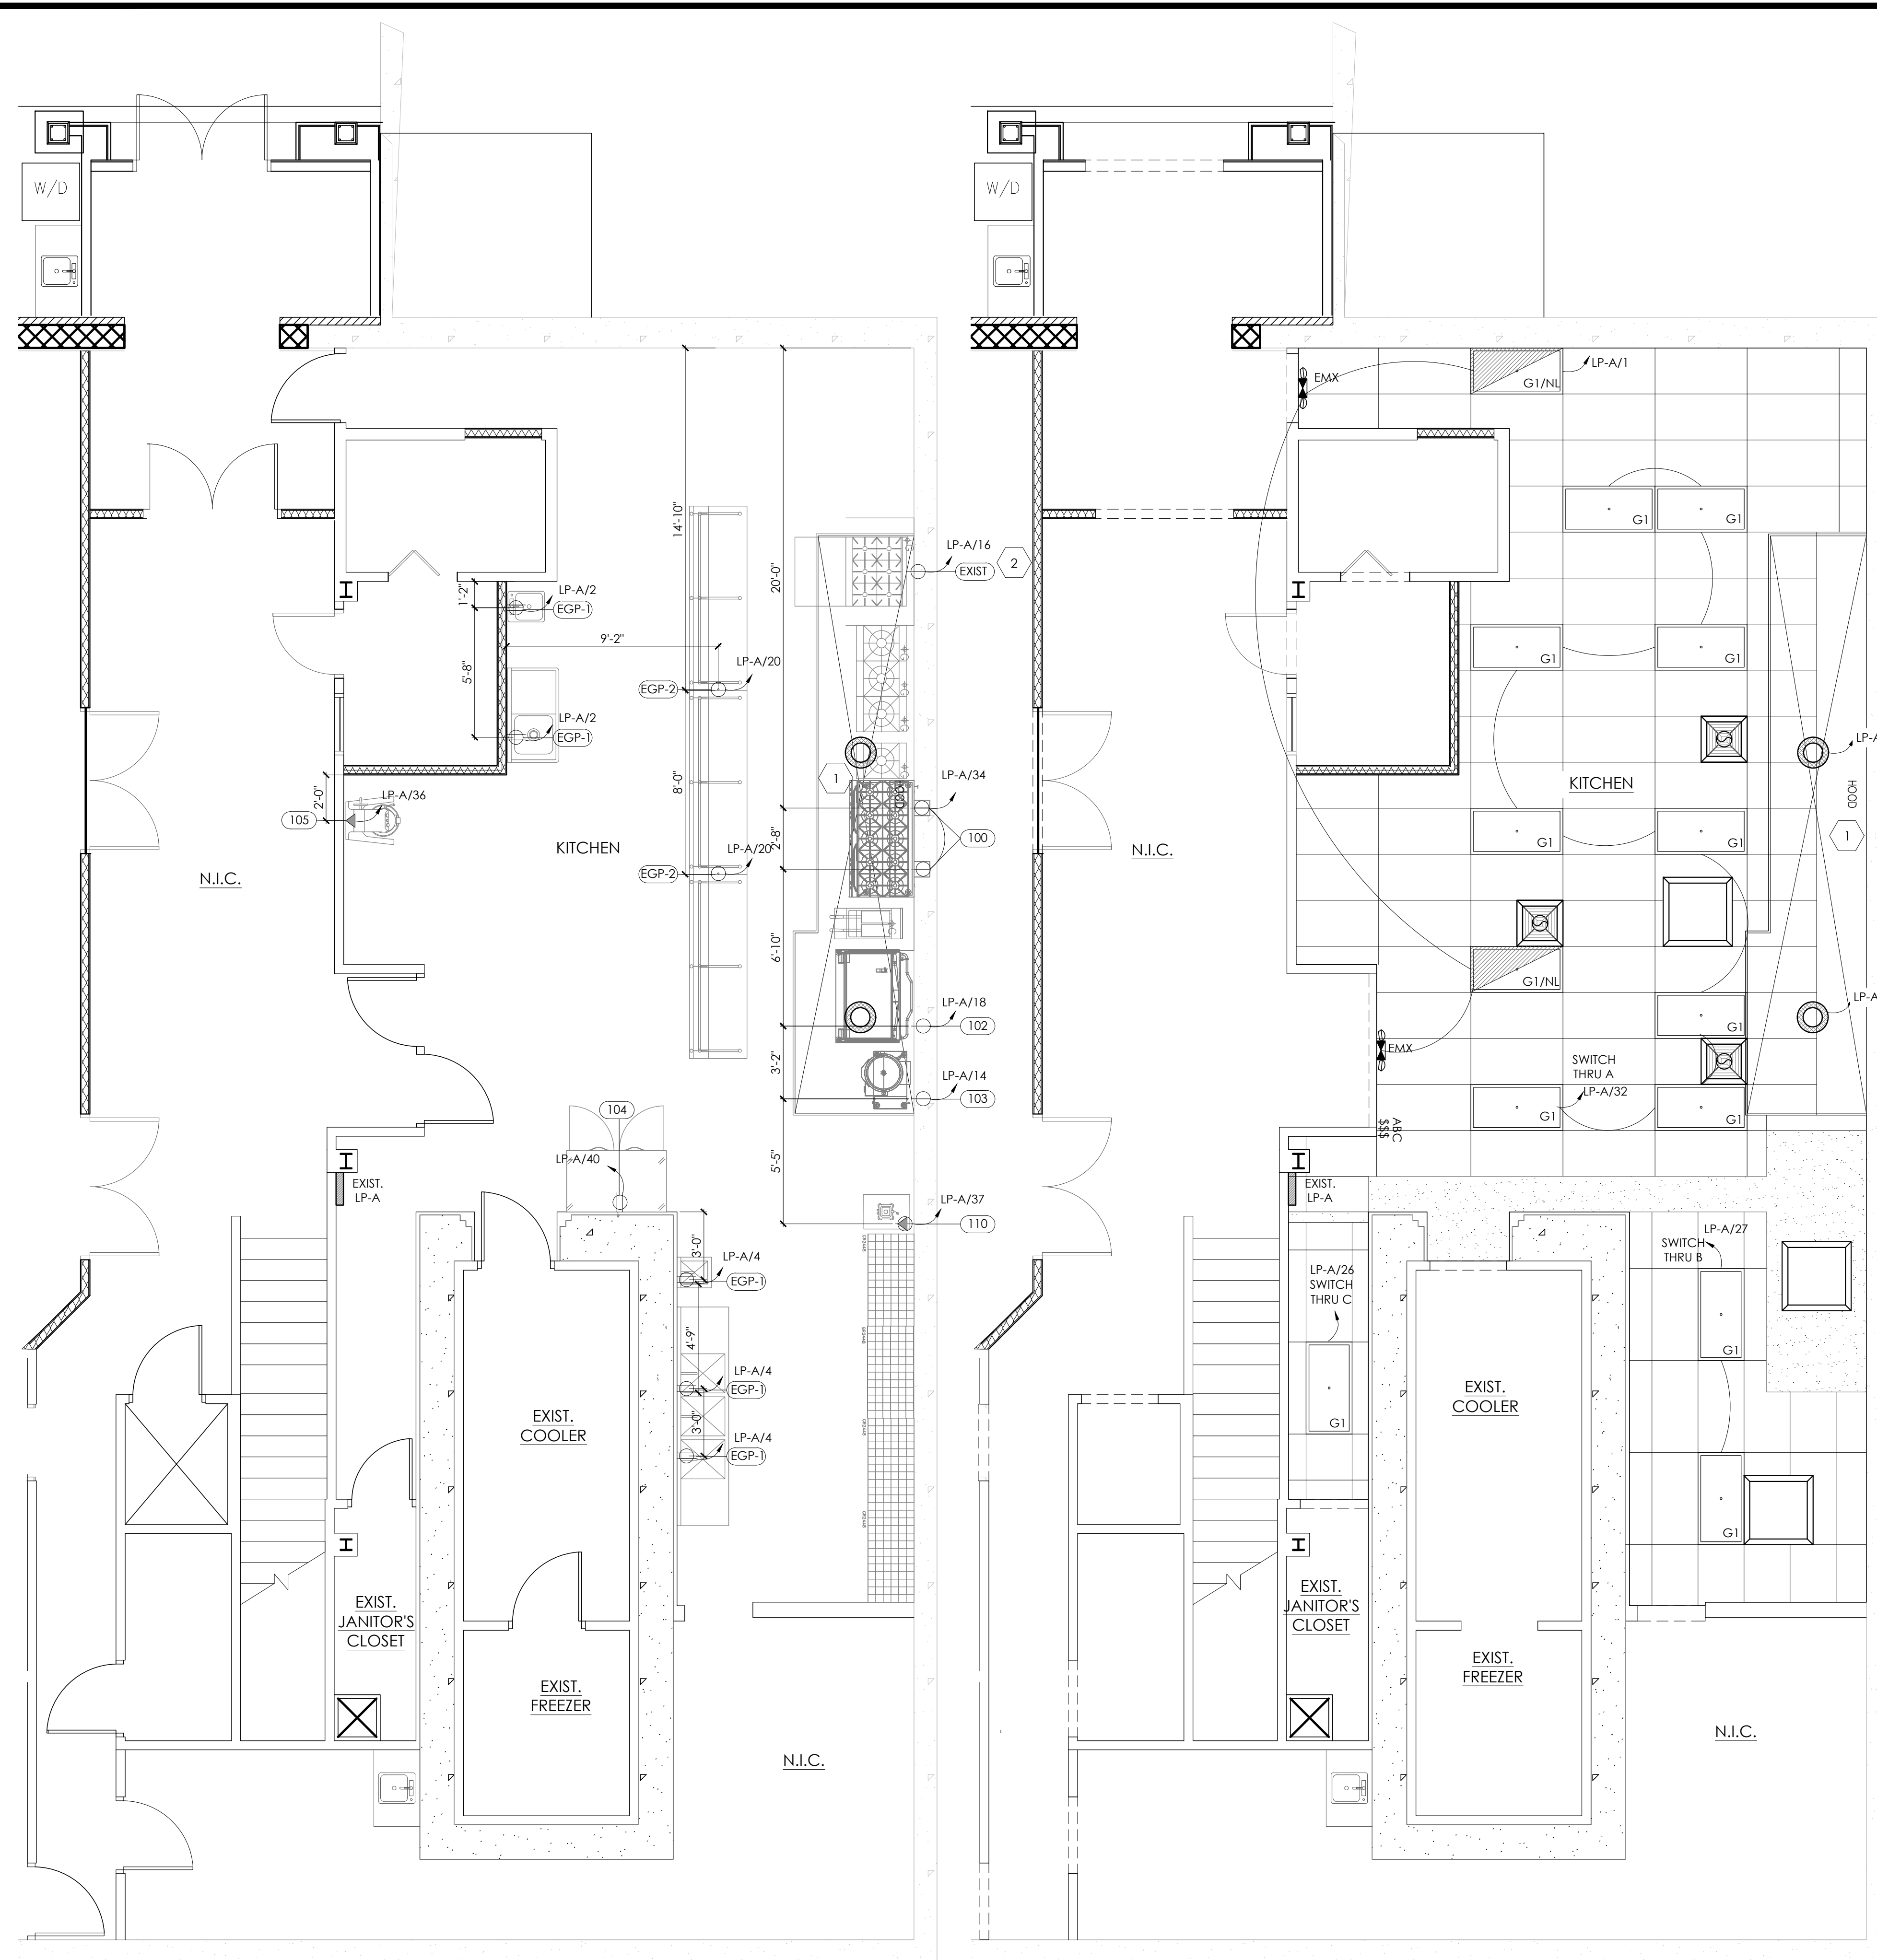 W/D
14'-10"
20'-0"
LP-A/16
EXIST
2
1'-2"
LP-A/2
EGP-1
9'-2"
5'-8"
LP-A/20
EGP-2
LP-A/2
EGP-1
8'-0"
1
HOOD
LP-A/34
2'-0"
LP-A/36
105
2'-8"
100
KITCHEN
LP-A/20
EGP-2
N.I.C.
6'-10"
LP-A/18
102
3'-2"
LP-A/14
103
104
LP-A/40
5'-5"
EXIST.
LP-A
LP-A/37
110
3'-0"
LP-A/4
EGP-1
4'-9"
LP-A/4
EGP-1
3'-0"
LP-A/4
EGP-1
EXIST.
COOLER
EXIST.
JANITOR'S
CLOSET
EXIST.
FREEZER
N.I.C.
W/D
EMX
G1/NL
LP-A/1
G1
G1
G1
G1
KITCHEN
LP-A
HOOD
1
G1
G1
N.I.C.
G1/NL
LP-A
G1
EMX
SWITCH
THRU A
LP-A/32
G1
G1
ABC
$$$
EXIST.
LP-A
LP-A/27
SWITCH
THRU B
LP-A/26
SWITCH
THRU C
G1
G1
EXIST.
COOLER
G1
EXIST.
JANITOR'S
CLOSET
EXIST.
FREEZER
N.I.C.